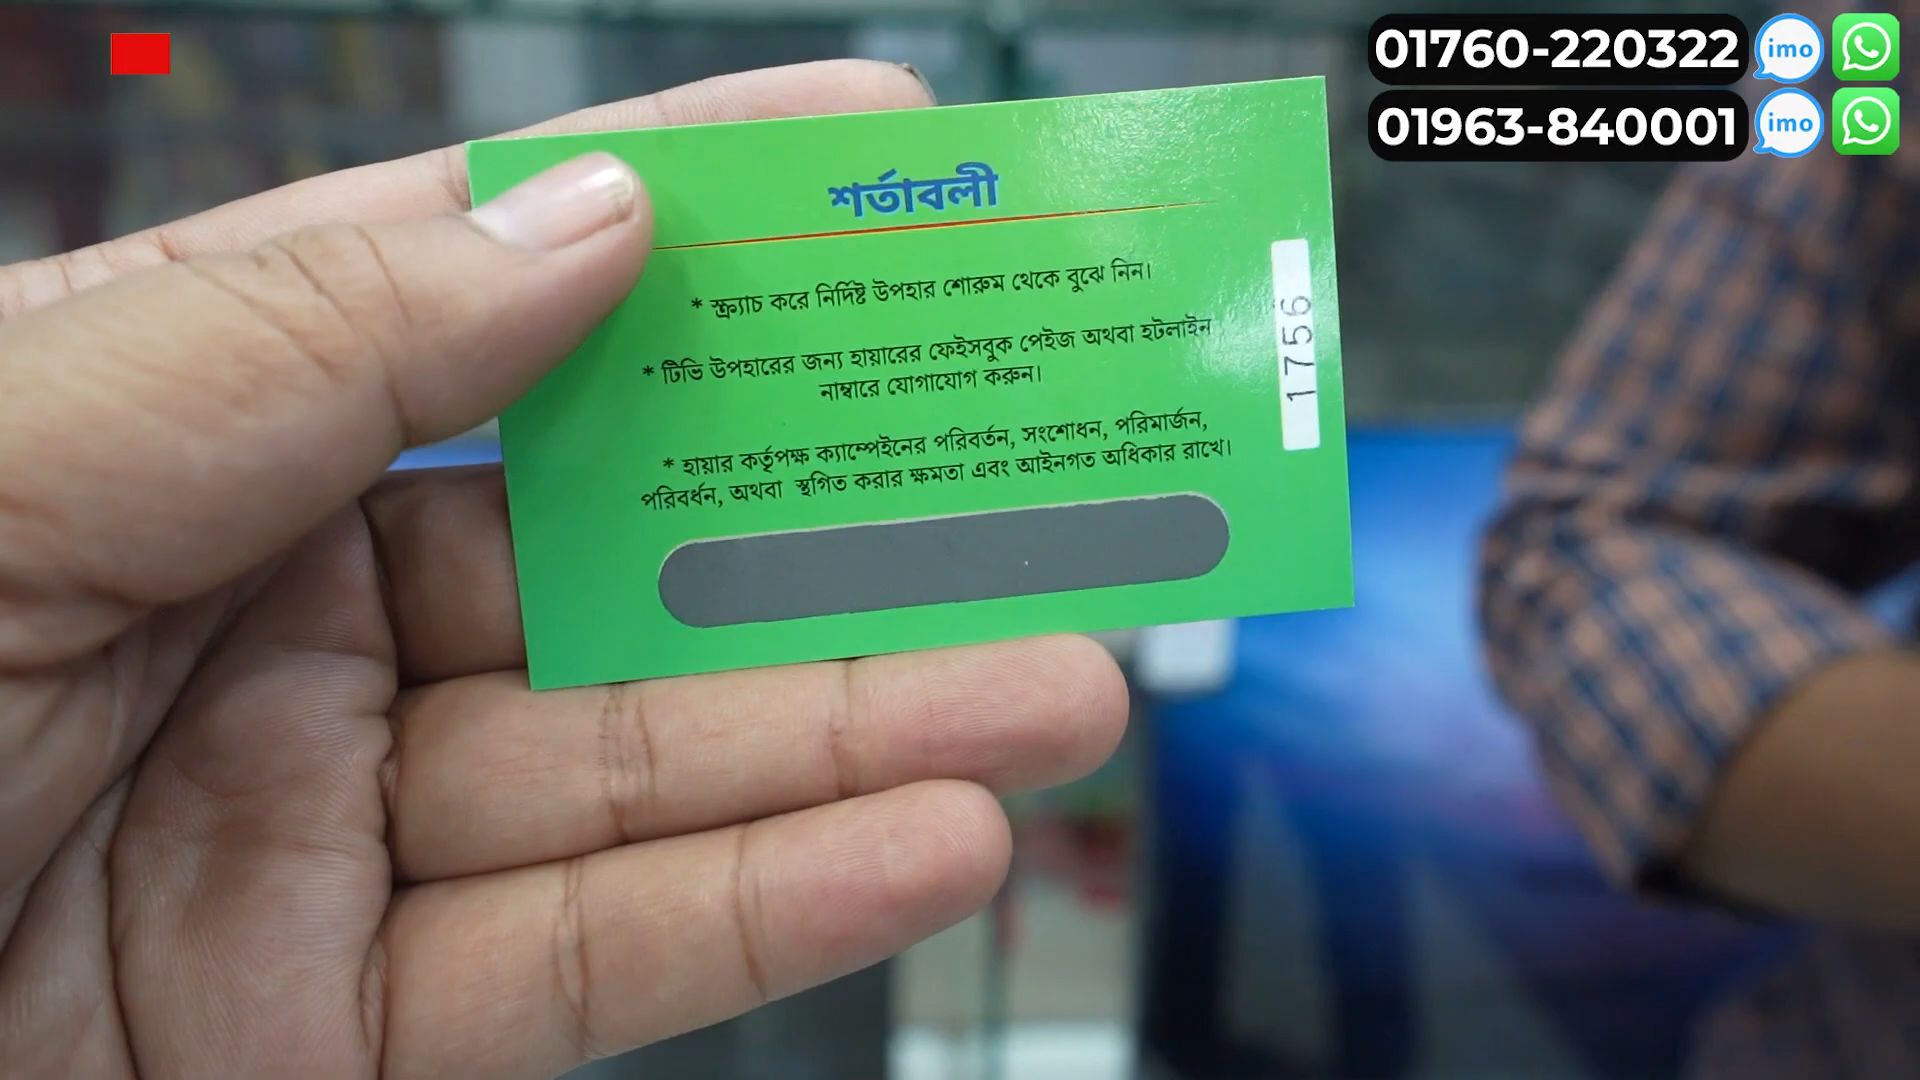 01760-220322 imo
01963-840001 imo
শর্তাবলী
* স্ক্র্যাচ করে নির্দিষ্ট উপহার শোরুম থেকে বুঝে নিন।
* টিভি উপহারের জন্য হায়ারের ফেইসবুক পেইজ অথবা হটলাইন
নাম্বারে যোগাযোগ করুন।
* হায়ার কর্তৃপক্ষ ক্যাম্পেইনের পরিবর্তন, সংশোধন, পরিমার্জন,
পরিবর্ধন, অথবা স্থগিত করার ক্ষমতা এবং আইনগত অধিকার রাখে।
1756